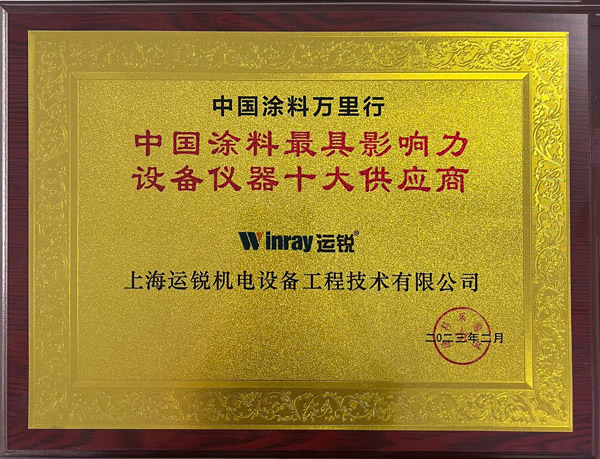 中国涂料万里行
中国涂料最具影响力
设备仪器十大供应商
Winray运锐®
上海运锐机电设备工程技术有限公司
二〇二三年二月